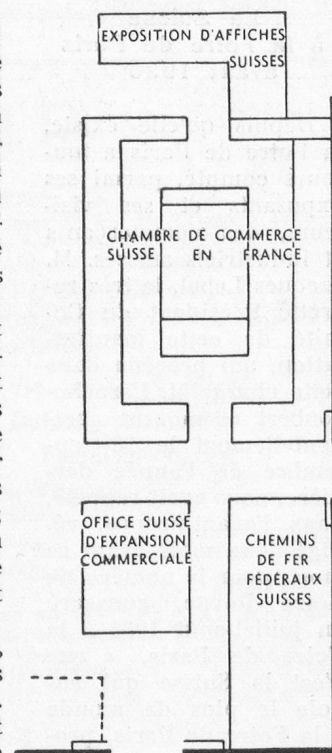 EXPOSITION D'AFFICHES
SUISSES
CHAMBRE DE COMMERCE
SUISSE EN FRANCE
OFFICE SUISSE
D'EXPANSION
COMMERCIALE
CHEMINS
DE FER
FÉDÉRAUX
SUISSES